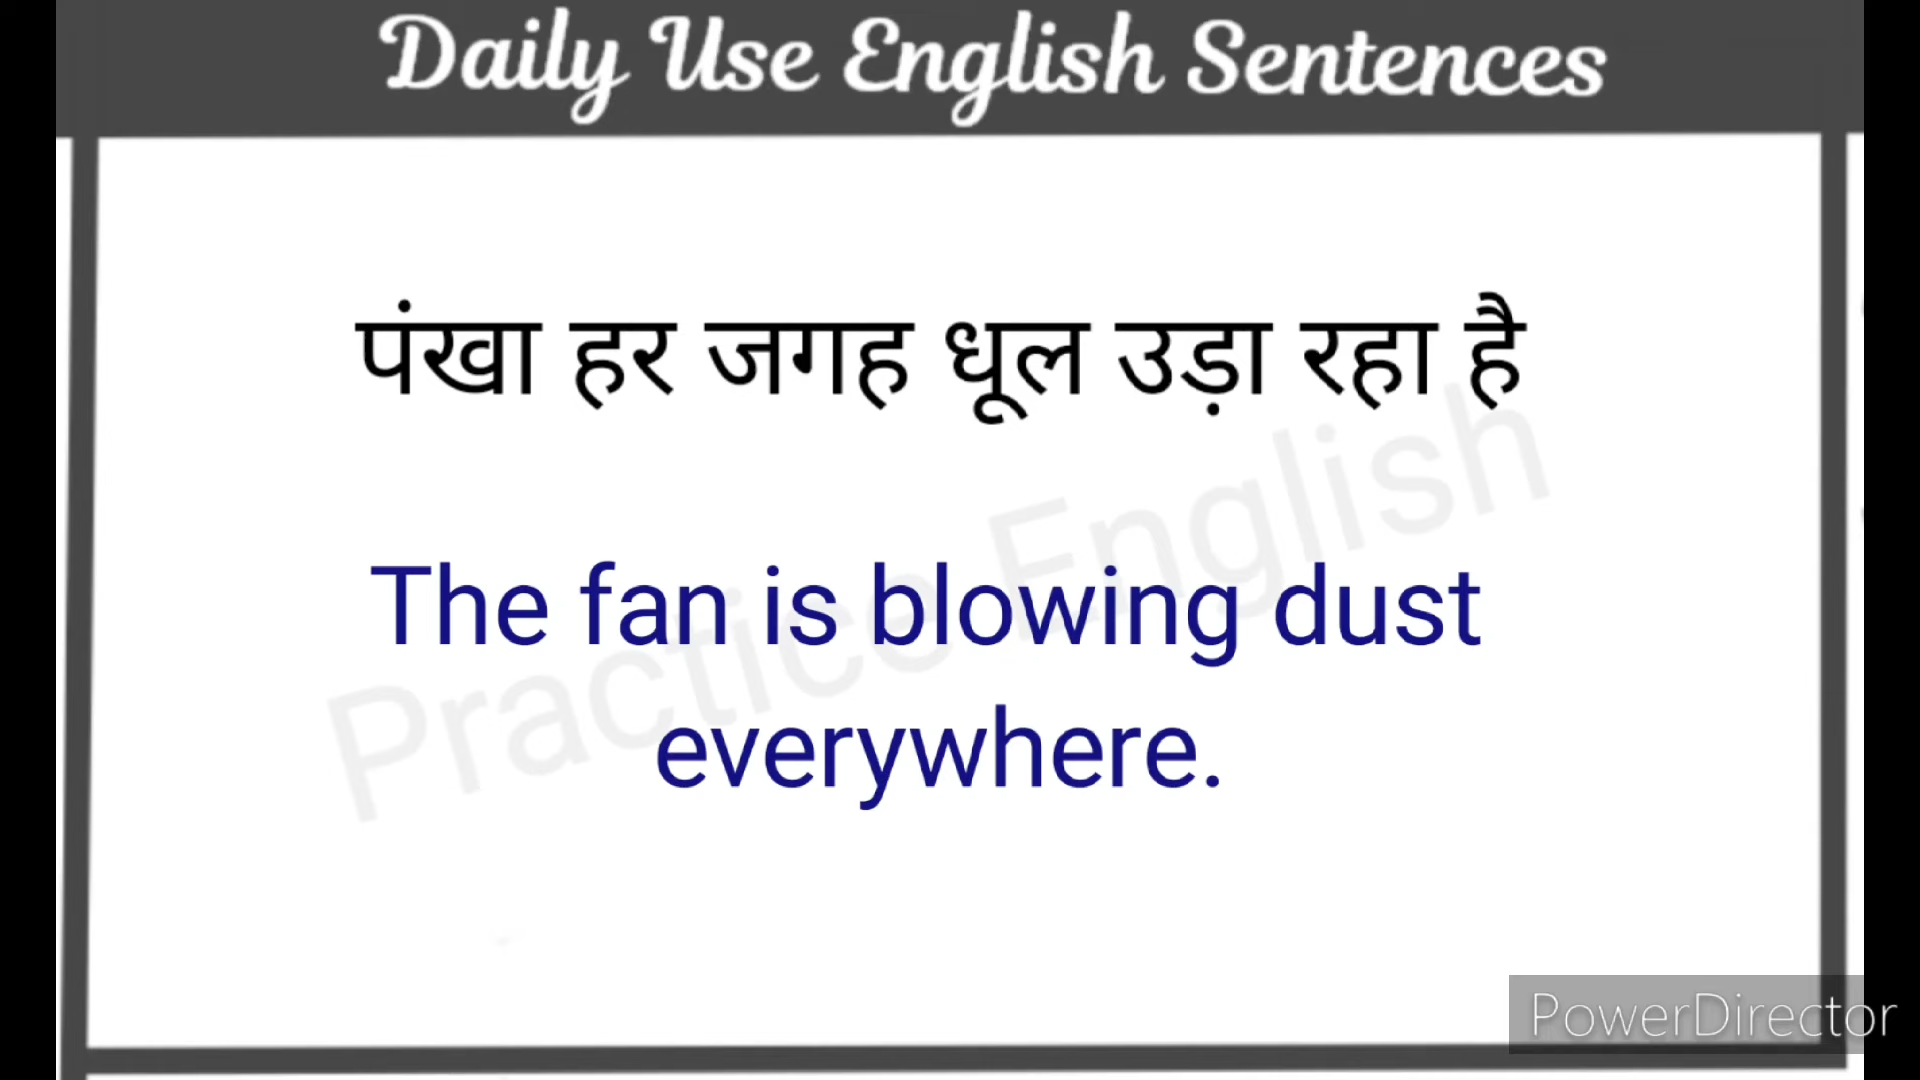 Daily Use English Sentences
पंखा हर जगह धूल उड़ा रहा है
The fan is blowing dust
everywhere.
Practice English
PowerDirector